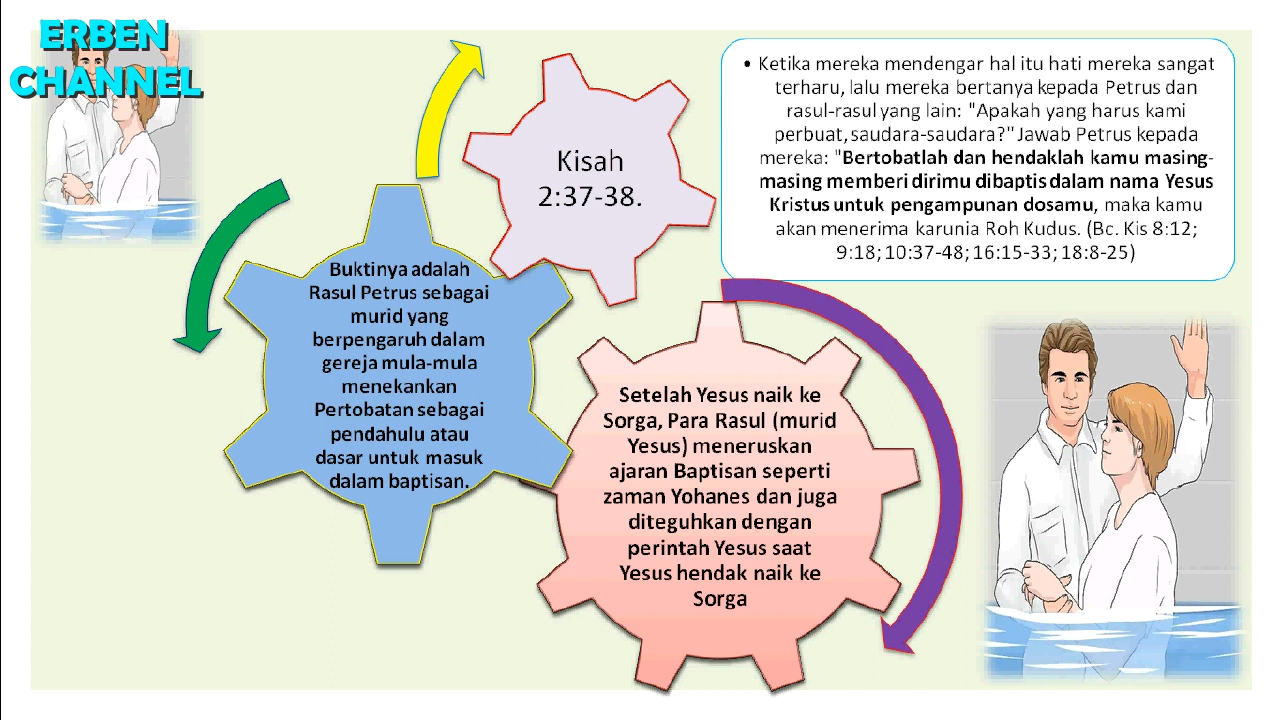 ERBEN
CHANNEL
Kisah
2:37-38.
• Ketika mereka mendengar hal itu hati mereka sangat
terharu, lalu mereka bertanya kepada Petrus dan
rasul-rasul yang lain: "Apakah yang harus kami
perbuat, saudara-saudara?" Jawab Petrus kepada
mereka: "Bertobatlah dan hendaklah kamu masing-
masing memberi dirimu dibaptis dalam nama Yesus
Kristus untuk pengampunan dosamu, maka kamu
akan menerima karunia Roh Kudus. (Bc. Kis 8:12;
9:18; 10:37-48; 16:15-33; 18:8-25)
Buktinya adalah
Rasul Petrus sebagai
murid yang
berpengaruh dalam
gereja mula-mula
menekankan
Pertobatan sebagai
pendahulu atau
dasar untuk masuk
dalam baptisan.
Setelah Yesus naik ke
Sorga, Para Rasul (murid
Yesus) meneruskan
ajaran Baptisan seperti
zaman Yohanes dan juga
diteguhkan dengan
perintah Yesus saat
Yesus hendak naik ke
Sorga